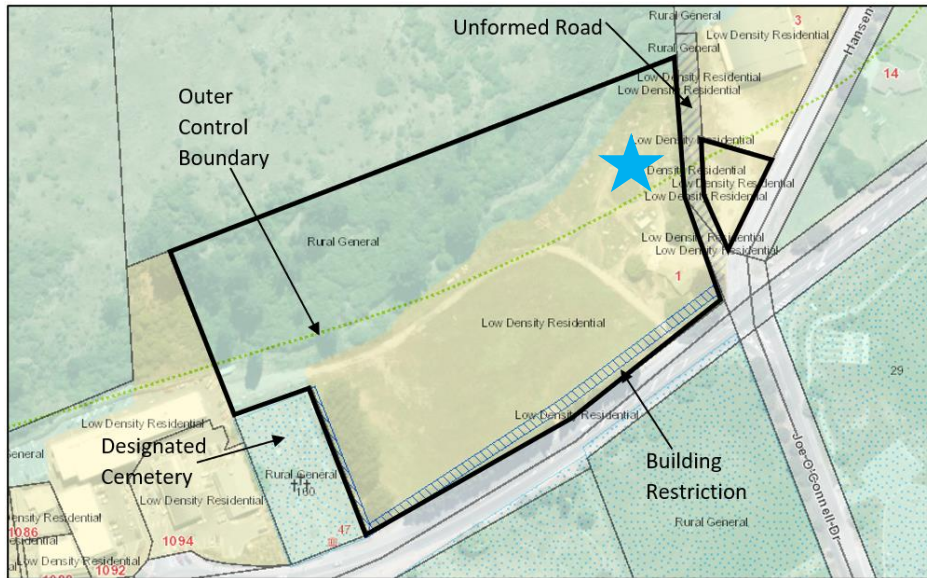 Rural General
3
Low Density Residential
Unformed Road
Rural General
Hansen-
Low Density Residential
Low Density Residential
14
Outer
Control
Boundary
Low Density Residential
Density Residential
Low Density Residential
Low Density Residential
Rural General
Low Density Residential
Low Density Residential
1
Low Density Residential
29
Low Density Residential
Low Density Residential
General
Designated
Cemetery
Rural General
160
Building
Restriction
Low Density Residential
Joe-O'Connell-Dr
Rural General
47
1086
1094
Low Density Residential
1092